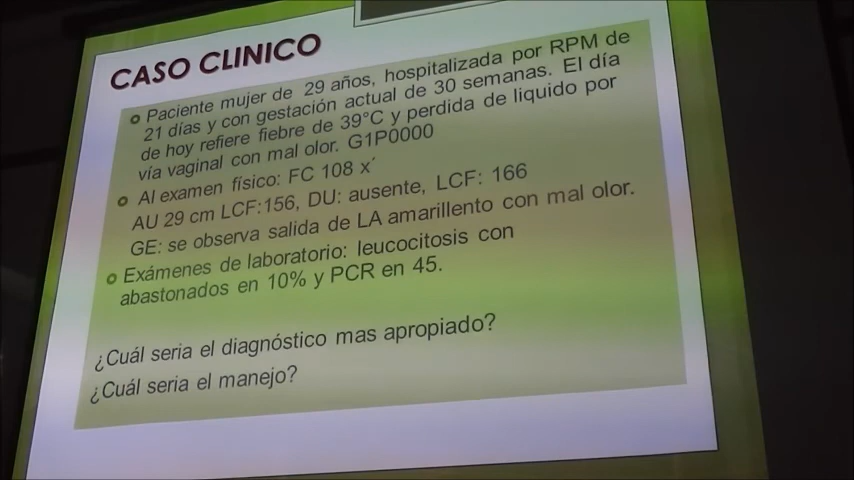 CASO CLINICO
Paciente mujer de 29 años, hospitalizada por RPM de
21 días y con gestación actual de 30 semanas. El día
de hoy refiere fiebre de 39°C y perdida de liquido por
vía vaginal con mal olor. G1P0000
Al examen físico: FC 108 x´
AU 29 cm LCF:156, DU: ausente, LCF: 166
GE: se observa salida de LA amarillento con mal olor.
Exámenes de laboratorio: leucocitosis con
abastonados en 10% y PCR en 45.
¿Cuál seria el diagnóstico mas apropiado?
¿Cuál seria el manejo?